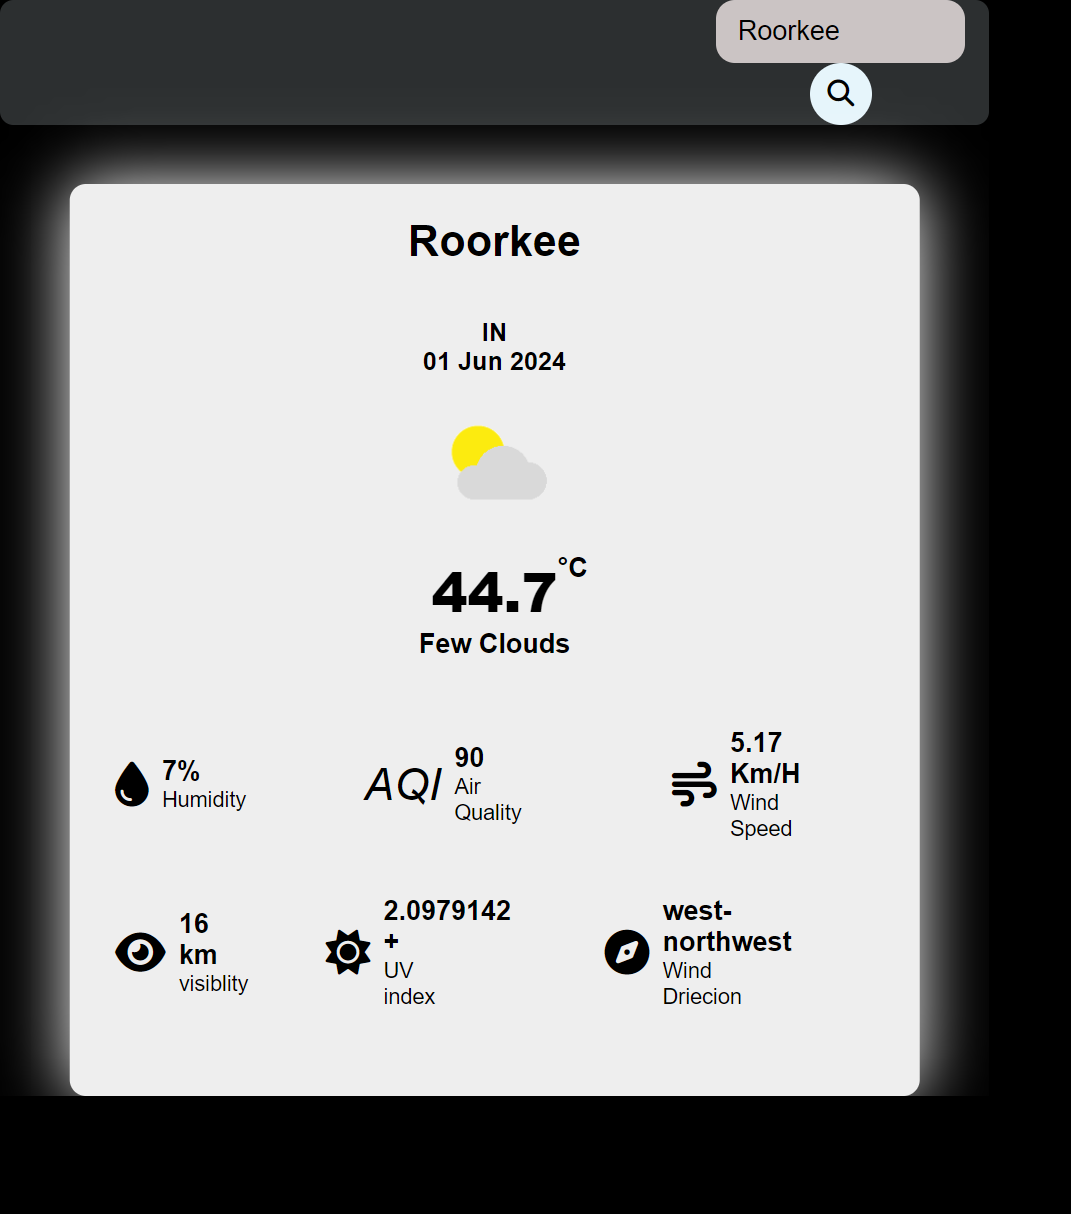 Roorkee
Roorkee
IN
01 Jun 2024
44.7°C
Few Clouds
7%
Humidity
AQI
90
Air
Quality
5.17
Km/H
Wind
Speed
16
km
visiblity
2.0979142
+
UV
index
west-
northwest
Wind
Driecion